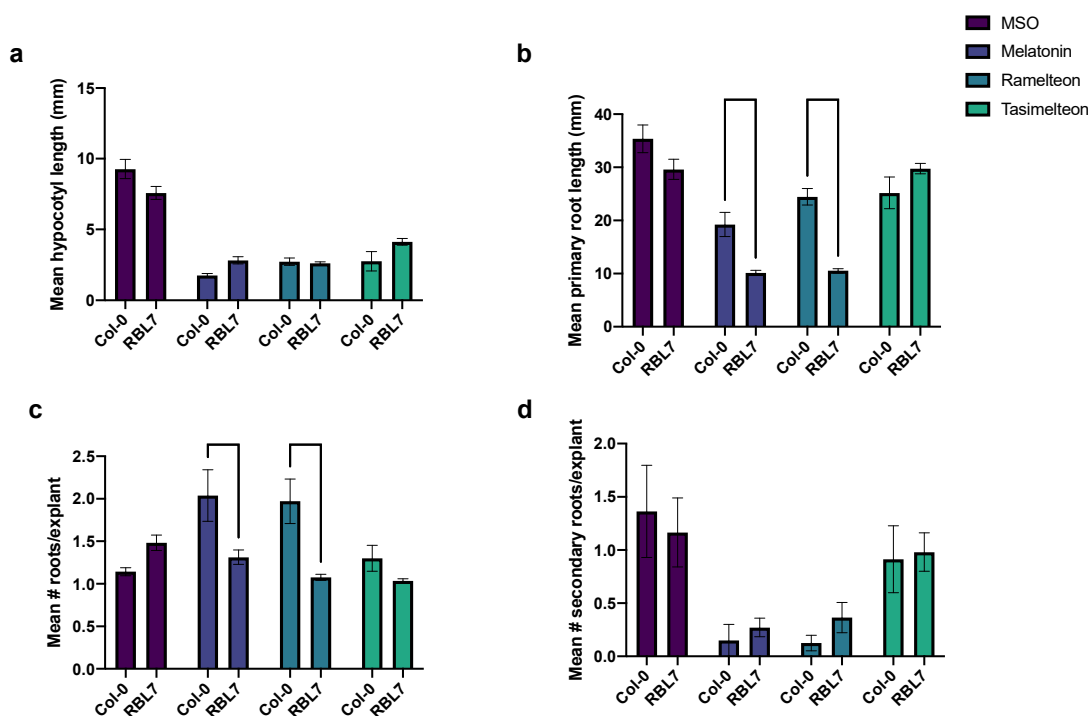 MSO
Melatonin
Ramelteon
Tasimelteon
a
Mean hypocotyl length (mm)
15
10
5
0
Col-0
RBL7
Col-0
RBL7
Col-0
RBL7
Col-0
RBL7
b
Mean primary root length (mm)
40
30
20
10
0
Col-0
RBL7
Col-0
RBL7
Col-0
RBL7
Col-0
RBL7
c
Mean # roots/explant
2.5
2.0
1.5
1.0
0.5
0.0
Col-0
RBL7
Col-0
RBL7
Col-0
RBL7
Col-0
RBL7
d
Mean # secondary roots/explant
2.0
1.5
1.0
0.5
0.0
Col-0
RBL7
Col-0
RBL7
Col-0
RBL7
Col-0
RBL7